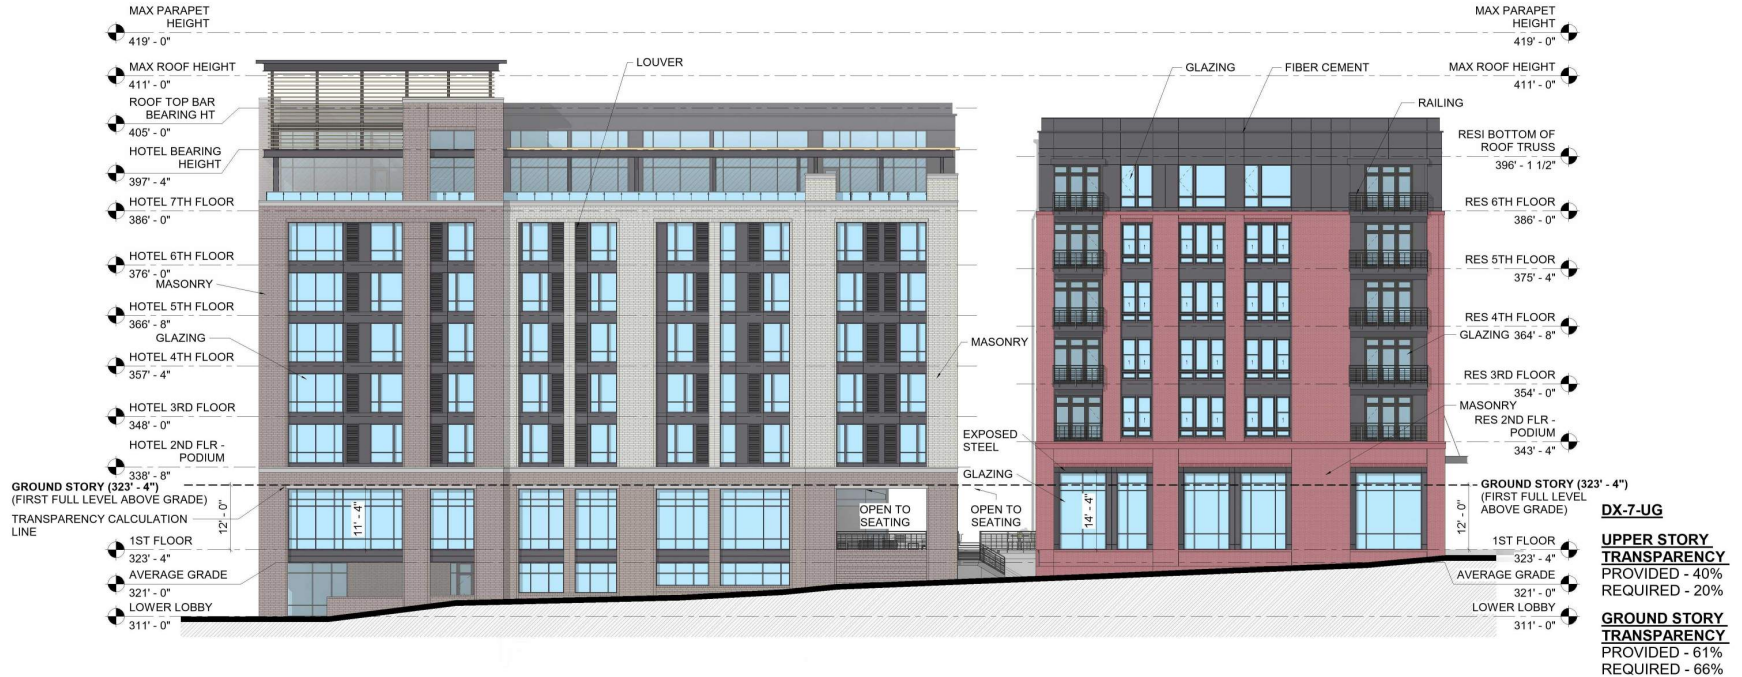 MAX PARAPET
HEIGHT
419' - 0"
MAX ROOF HEIGHT
411' - 0"
ROOF TOP BAR
BEARING HT
405' - 0"
HOTEL BEARING
HEIGHT
397' - 4"
HOTEL 7TH FLOOR
386' - 0"
HOTEL 6TH FLOOR
376' - 0"
MASONRY
HOTEL 5TH FLOOR
366' - 8"
GLAZING
HOTEL 4TH FLOOR
357' - 4"
HOTEL 3RD FLOOR
348' - 0"
HOTEL 2ND FLR -
PODIUM
338' - 8"
GROUND STORY (323' - 4")
(FIRST FULL LEVEL ABOVE GRADE)
TRANSPARENCY CALCULATION
LINE
12' - 0"
1ST FLOOR
323' - 4"
AVERAGE GRADE
321' - 0"
LOWER LOBBY
311' - 0"
LOUVER
11' - 4"
OPEN TO
SEATING
OPEN TO
SEATING
MASONRY
EXPOSED
STEEL
GLAZING
14' - 4"
GLAZING
FIBER CEMENT
RAILING
MAX PARAPET
HEIGHT
419' - 0"
MAX ROOF HEIGHT
411' - 0"
RESI BOTTOM OF
ROOF TRUSS
396' - 1 1/2"
RES 6TH FLOOR
386' - 0"
RES 5TH FLOOR
375' - 4"
RES 4TH FLOOR
GLAZING 364' - 8"
RES 3RD FLOOR
354' - 0"
MASONRY
RES 2ND FLR -
PODIUM
343' - 4"
GROUND STORY (323' - 4")
(FIRST FULL LEVEL
ABOVE GRADE)
12' - 0"
1ST FLOOR
323' - 4"
AVERAGE GRADE
321' - 0"
LOWER LOBBY
311' - 0"
DX-7-UG
UPPER STORY
TRANSPARENCY
PROVIDED - 40%
REQUIRED - 20%
GROUND STORY
TRANSPARENCY
PROVIDED - 61%
REQUIRED - 66%